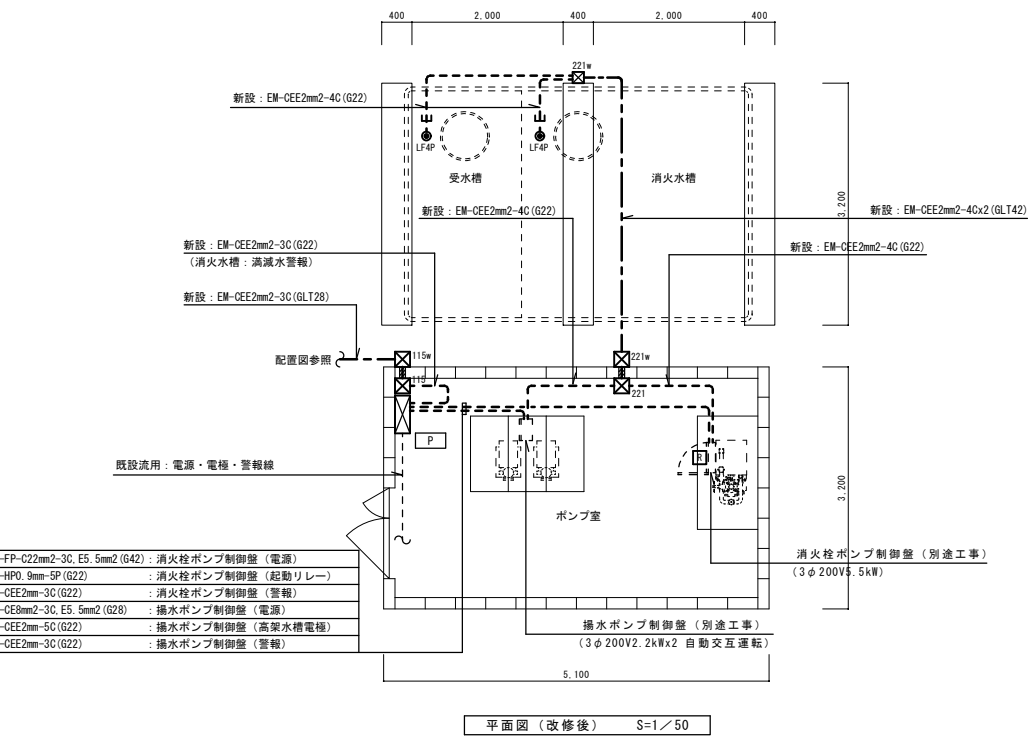 400 2,000 400 2,000 400
221w
新設：EM-CEE2mm2-4C(G22)
LF4P LF4P
受水槽 消火水槽
3,200
新設：EM-CEE2mm2-4C(G22)
新設：EM-CEE2mm2-4Cx2(GLT42)
新設：EM-CEE2mm2-3C(G22)
(消火水槽：満減水警報)
新設：EM-CEE2mm2-4C(G22)
新設：EM-CEE2mm2-3C(GLT28)
配置図参照
115w
221w
115
221
P
R
既設流用：電源・電極・警報線
ポンプ室
3,200
-FP-C22mm2-3C,E5.5mm2(G42)：消火栓ポンプ制御盤（電源）
-HP0.9mm-5P(G22)：消火栓ポンプ制御盤（起動リレー）
-CEE2mm-3C(G22)：消火栓ポンプ制御盤（警報）
-CE8mm2-3C,E5.5mm2(G28)：揚水ポンプ制御盤（電源）
-CEE2mm-5C(G22)：揚水ポンプ制御盤（高架水槽電極）
-CEE2mm-3C(G22)：揚水ポンプ制御盤（警報）
消火栓ポンプ制御盤（別途工事）
(3φ200V5.5kW)
揚水ポンプ制御盤（別途工事）
(3φ200V2.2kWx2 自動交互運転)
5,100
平面図（改修後） S=1／50